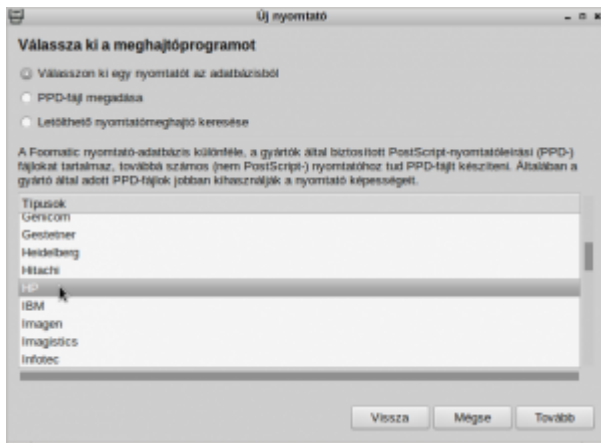 Új nyomtató
Válassza ki a meghajtóprogramot
Válasszon ki egy nyomtatót az adatbázisból
PPD-fájl megadása
Letölthető nyomtatómeghajtó keresése
A Foomatic nyomtató-adatbázis különféle, a gyártók által biztosított PostScript-nyomtatóleírási (PPD-)
fájlokat tartalmaz, továbbá számos (nem PostScript-) nyomtatóhoz tud PPD-fájlt készíteni. Általában a
gyártó által adott PPD-fájlok jobban kihasználják a nyomtató képességeit.
Típusok
Genicom
Gestetner
Heidelberg
Hitachi
HP
IBM
Imagen
Imagistics
Infotec
Vissza
Mégse
Tovább